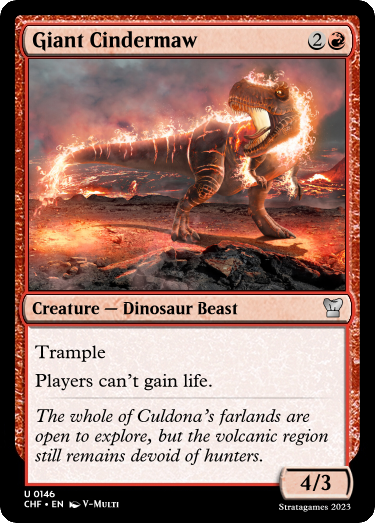 Giant Cindermaw 2
Creature — Dinosaur Beast
Trample
Players can't gain life.
The whole of Culdona's farlands are
open to explore, but the volcanic region
still remains devoid of hunters.
4/3
U 0146
CHF • EN V-Multi
Stratagames 2023